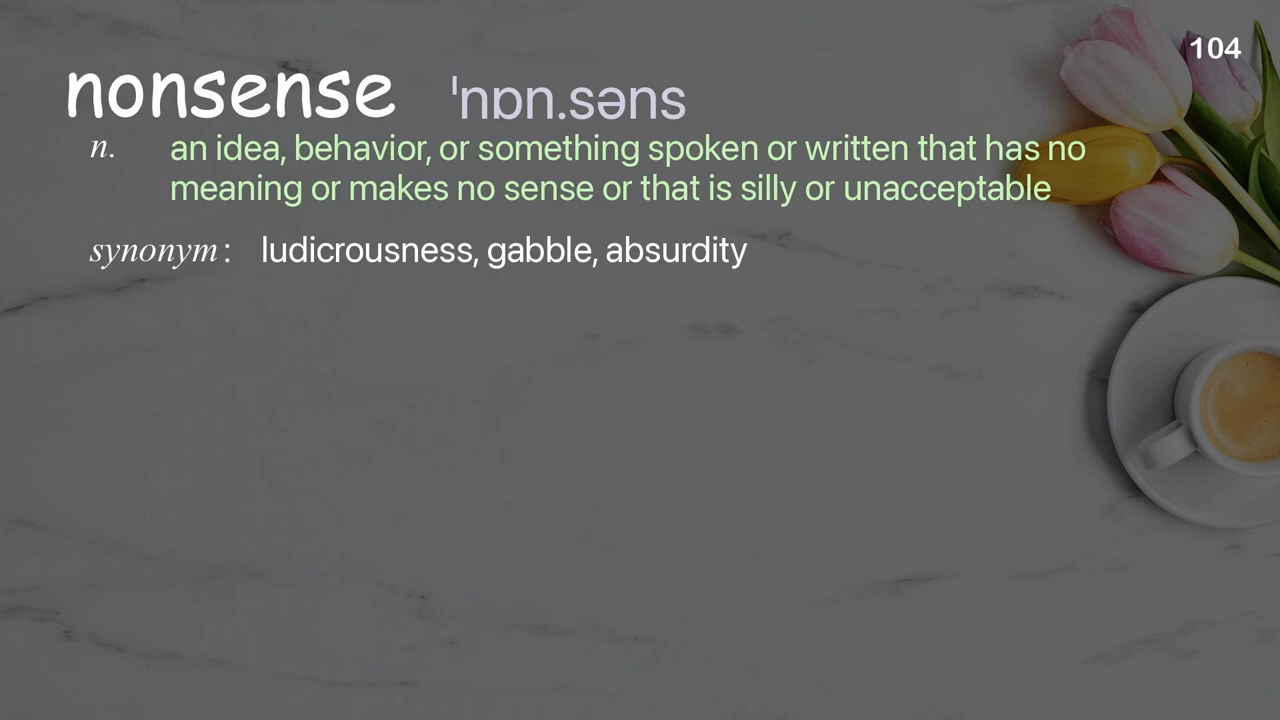 104
nonsense ˈnɒn.səns
n. an idea, behavior, or something spoken or written that has no
meaning or makes no sense or that is silly or unacceptable
synonym : ludicrousness, gabble, absurdity